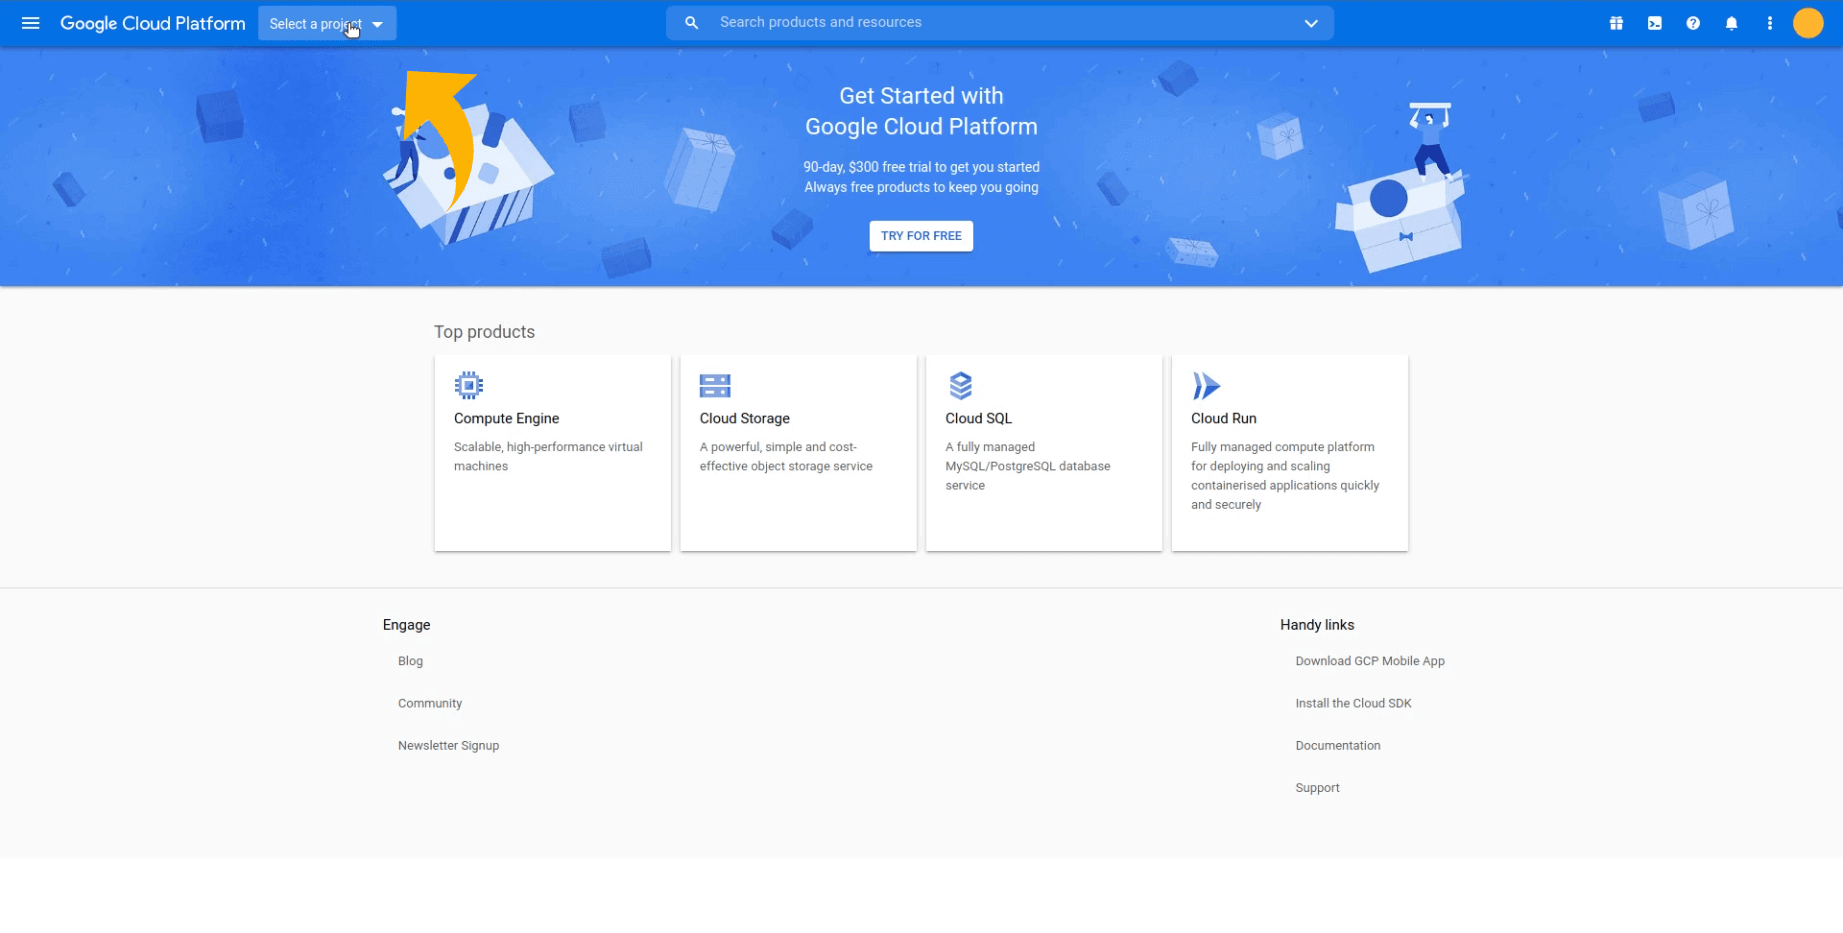 Google Cloud Platform
Select a project
Search products and resources
Get Started with
Google Cloud Platform
90-day, $300 free trial to get you started
Always free products to keep you going
TRY FOR FREE
Top products
Compute Engine
Scalable, high-performance virtual
machines
Cloud Storage
A powerful, simple and cost-
effective object storage service
Cloud SQL
A fully managed
MySQL/PostgreSQL database
service
Cloud Run
Fully managed compute platform
for deploying and scaling
containerised applications quickly
and securely
Engage
Blog
Community
Newsletter Signup
Handy links
Download GCP Mobile App
Install the Cloud SDK
Documentation
Support